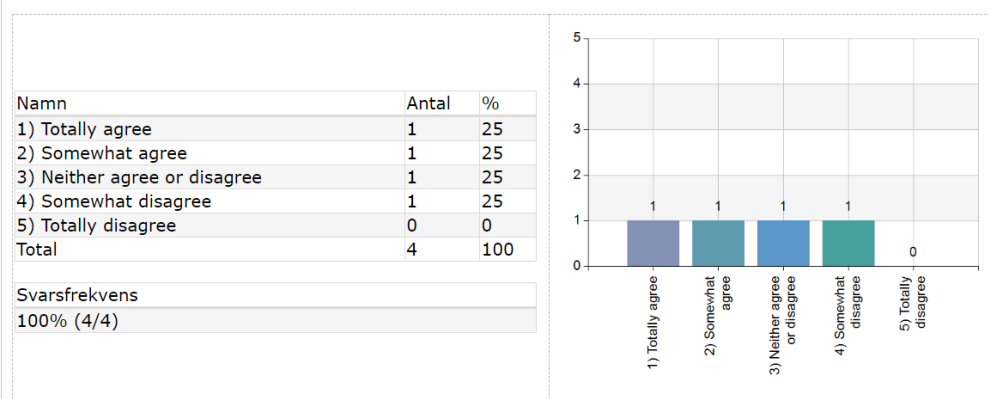 Namn Antal %
1) Totally agree 1 25
2) Somewhat agree 1 25
3) Neither agree or disagree 1 25
4) Somewhat disagree 1 25
5) Totally disagree 0 0
Total 4 100
Svarsfrekvens
100% (4/4)
5
4
3
2
1
0
1
1
1
1
0
1) Totally agree
2) Somewhat
agree
3) Neither agree
or disagree
4) Somewhat
disagree
5) Totally
disagree